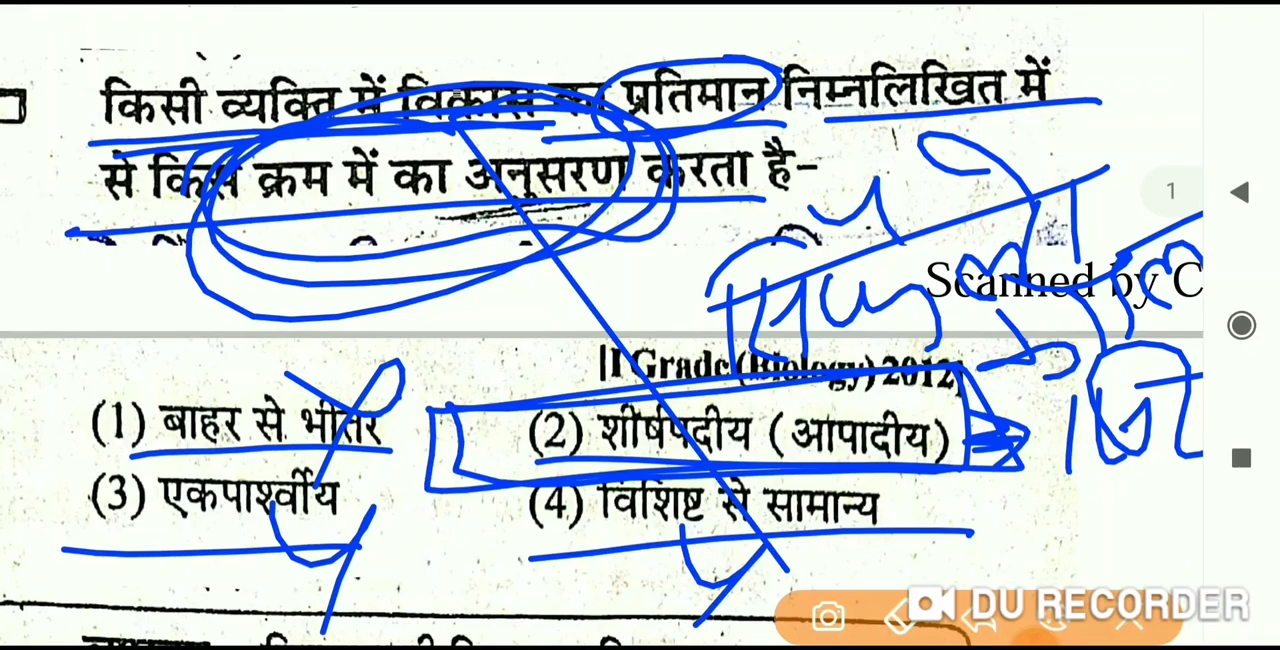 किसी व्यक्ति में विकास का प्रतिमान निम्नलिखित में
से किस क्रम में का अनुसरण करता है-
1
Scanned by C
[I Grade (Biology) 2012]
(1) बाहर से भीतर
(2) शीर्षपदीय (आपादीय)
(3) एकपार्श्वीय
(4) विशिष्ट से सामान्य
DU RECORDER